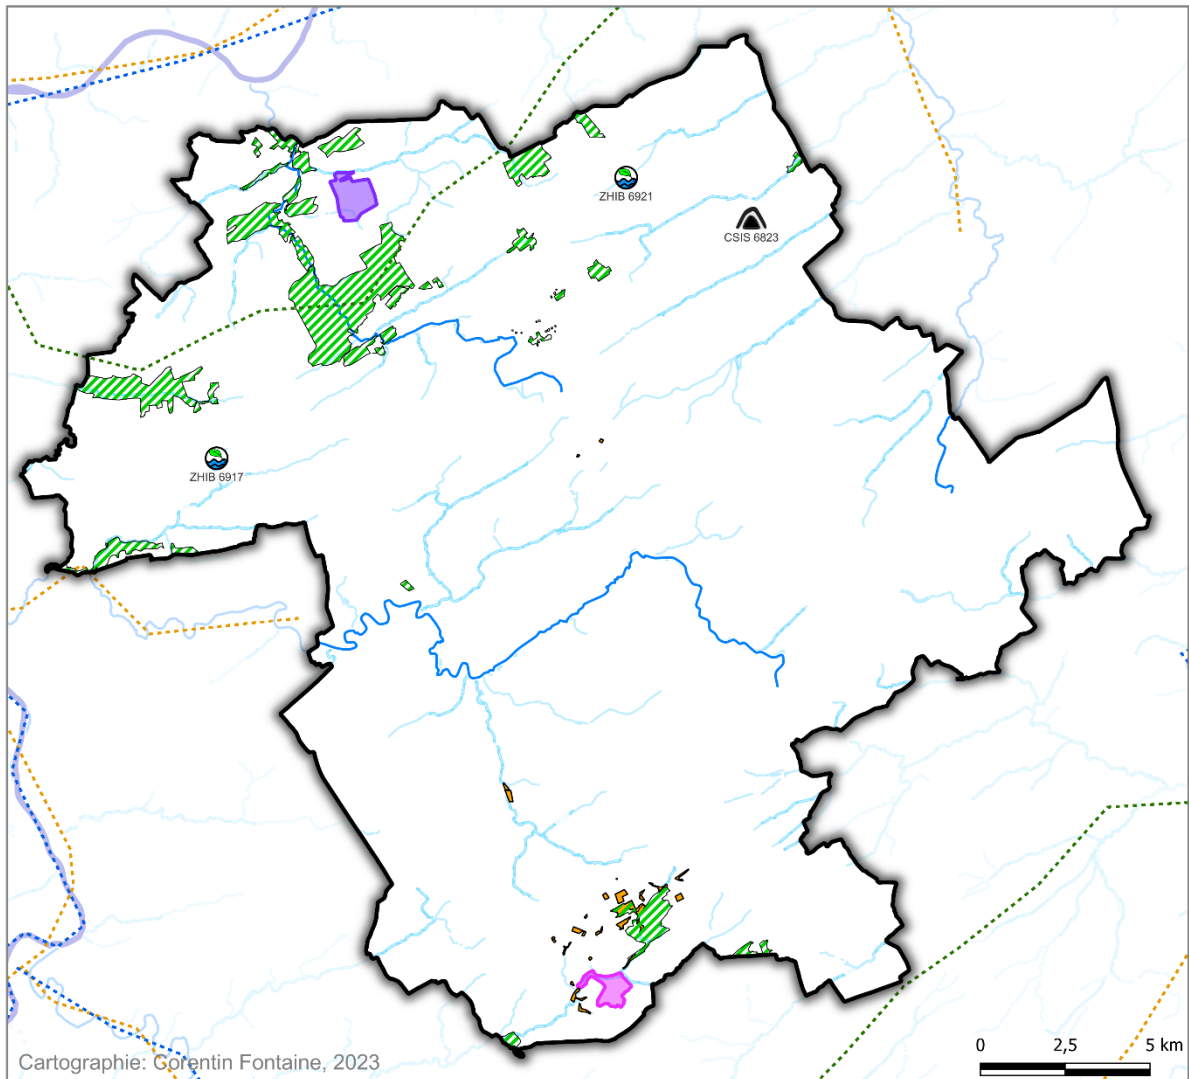 ZHIB 6921
CSIS 6823
ZHIB 6917
Cartographie: Corentin Fontaine, 2023
0 2,5 5 km